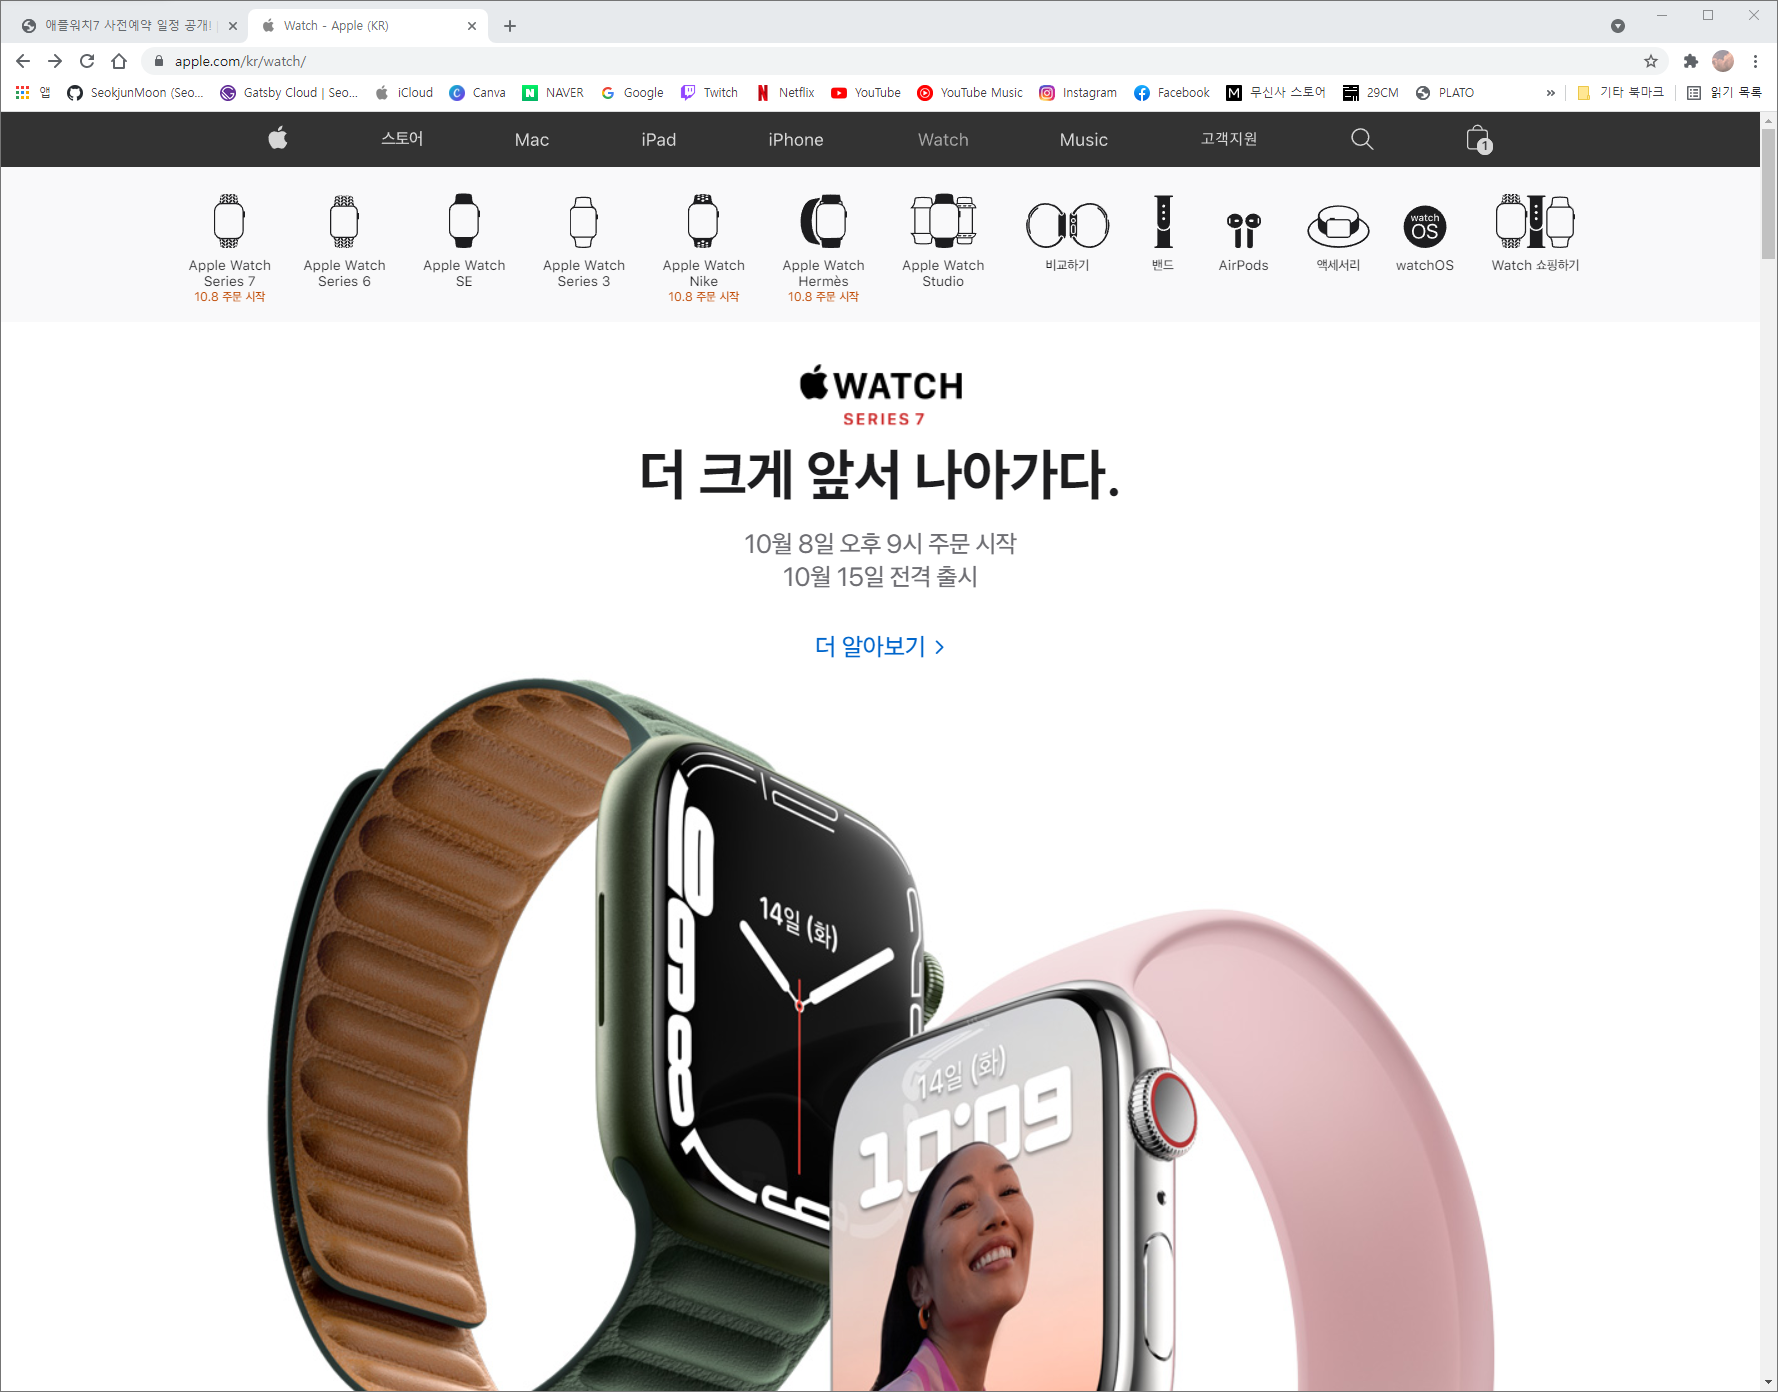 애플워치7 사전예약 일정 공개!
Watch - Apple (KR)
apple.com/kr/watch/
앱
SeokjunMoon (Seo...
Gatsby Cloud | Seo...
iCloud
Canva
NAVER
Google
Twitch
Netflix
YouTube
YouTube Music
Instagram
Facebook
무신사 스토어
29CM
PLATO
»
기타 북마크
읽기 목록
스토어
Mac
iPad
iPhone
Watch
Music
고객지원
1
Apple Watch
Series 7
10.8 주문 시작
Apple Watch
Series 6
Apple Watch
SE
Apple Watch
Series 3
Apple Watch
Nike
10.8 주문 시작
Apple Watch
Hermès
10.8 주문 시작
Apple Watch
Studio
비교하기
밴드
AirPods
액세서리
watch
OS
watchOS
Watch 쇼핑하기
WATCH
SERIES 7
더 크게 앞서 나아가다.
10월 8일 오후 9시 주문 시작
10월 15일 전격 출시
더 알아보기 >
10
9
8
7
6
14일 (화)
14일 (화)
10:09